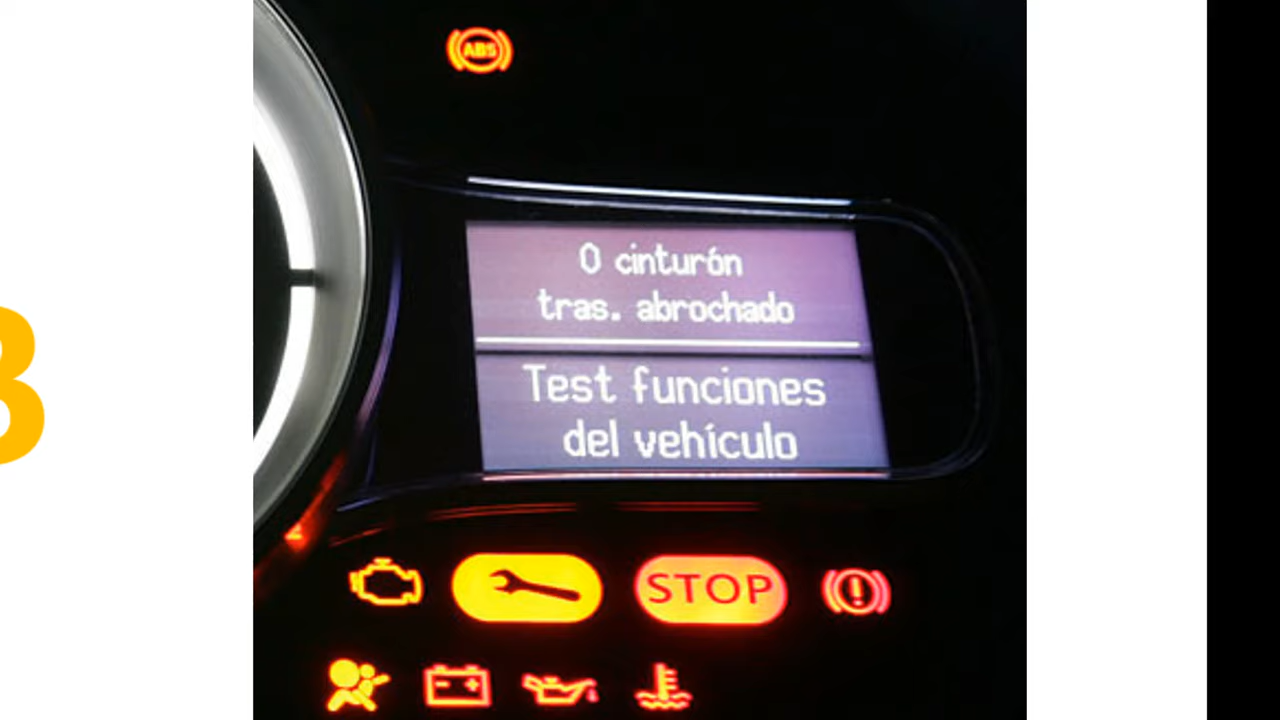 ABS
0 cinturón
tras. abrochado
Test funciones
del vehículo
STOP